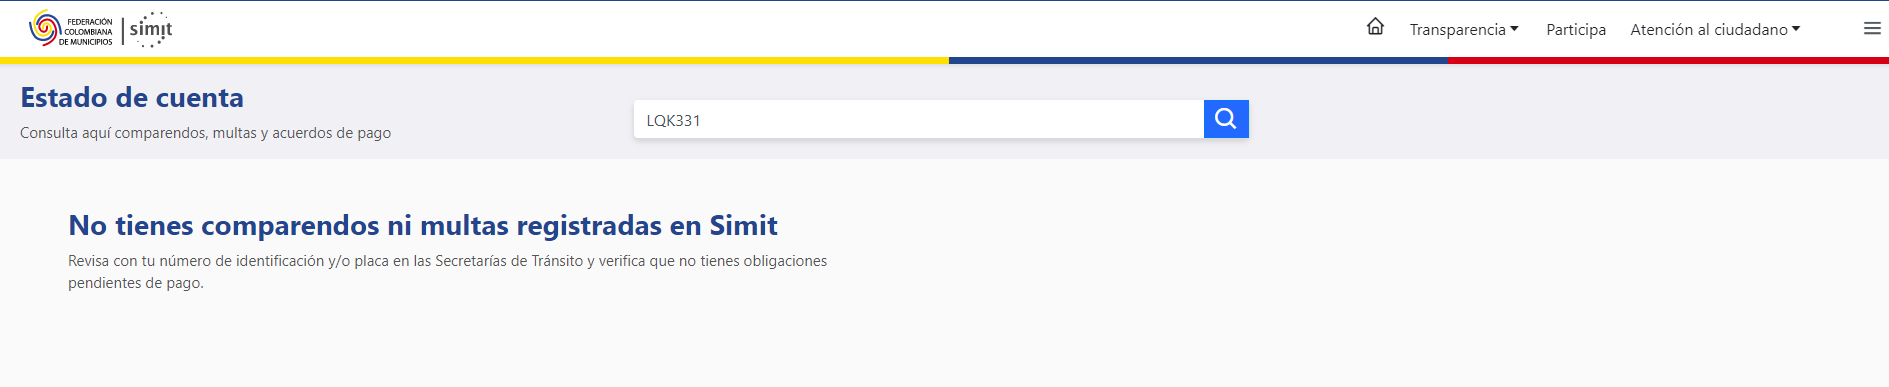 FEDERACIÓN
COLOMBIANA
DE MUNICIPIOS
simit
Transparencia
Participa
Atención al ciudadano
Estado de cuenta
Consulta aquí comparendos, multas y acuerdos de pago
LQK331
No tienes comparendos ni multas registradas en Simit
Revisa con tu número de identificación y/o placa en las Secretarías de Tránsito y verifica que no tienes obligaciones
pendientes de pago.